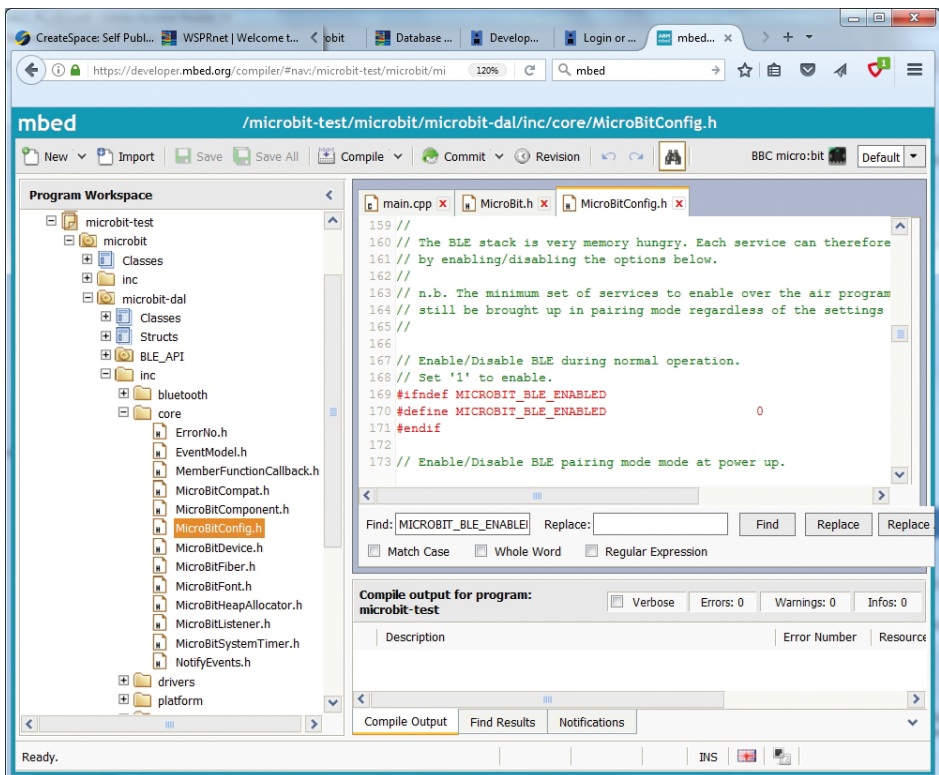 CreateSpace: Self Publ... WSPRnet | Welcome t... obit Database ... Develop... Login or ... ARM mbed mbed...
https://developer.mbed.org/compiler/#nav:/microbit-test/microbit/mi 120% mbed 1
mbed /microbit-test/microbit/microbit-dal/inc/core/MicroBitConfig.h
New Import Save Save All Compile Commit Revision BBC micro:bit Default
Program Workspace
microbit-test
microbit
Classes
inc
microbit-dal
Classes
Structs
BLE_API
inc
bluetooth
core
ErrorNo.h
EventModel.h
MemberFunctionCallback.h
MicroBitCompat.h
MicroBitComponent.h
MicroBitConfig.h
MicroBitDevice.h
MicroBitFiber.h
MicroBitFont.h
MicroBitHeapAllocator.h
MicroBitListener.h
MicroBitSystemTimer.h
NotifyEvents.h
drivers
platform
main.cpp x MicroBit.h x MicroBitConfig.h x
159 //
160 // The BLE stack is very memory hungry. Each service can therefore
161 // by enabling/disabling the options below.
162 //
163 // n.b. The minimum set of services to enable over the air program
164 // still be brought up in pairing mode regardless of the settings
165 //
166
167 // Enable/Disable BLE during normal operation.
168 // Set '1' to enable.
169 #ifndef MICROBIT_BLE_ENABLED
170 #define MICROBIT_BLE_ENABLED 0
171 #endif
172
173 // Enable/Disable BLE pairing mode mode at power up.
Find: MICROBIT_BLE_ENABLEI Replace: Find Replace Replace
Match Case Whole Word Regular Expression
Compile output for program:
microbit-test
Verbose Errors: 0 Warnings: 0 Infos: 0
Description Error Number Resource
Compile Output Find Results Notifications
Ready. INS